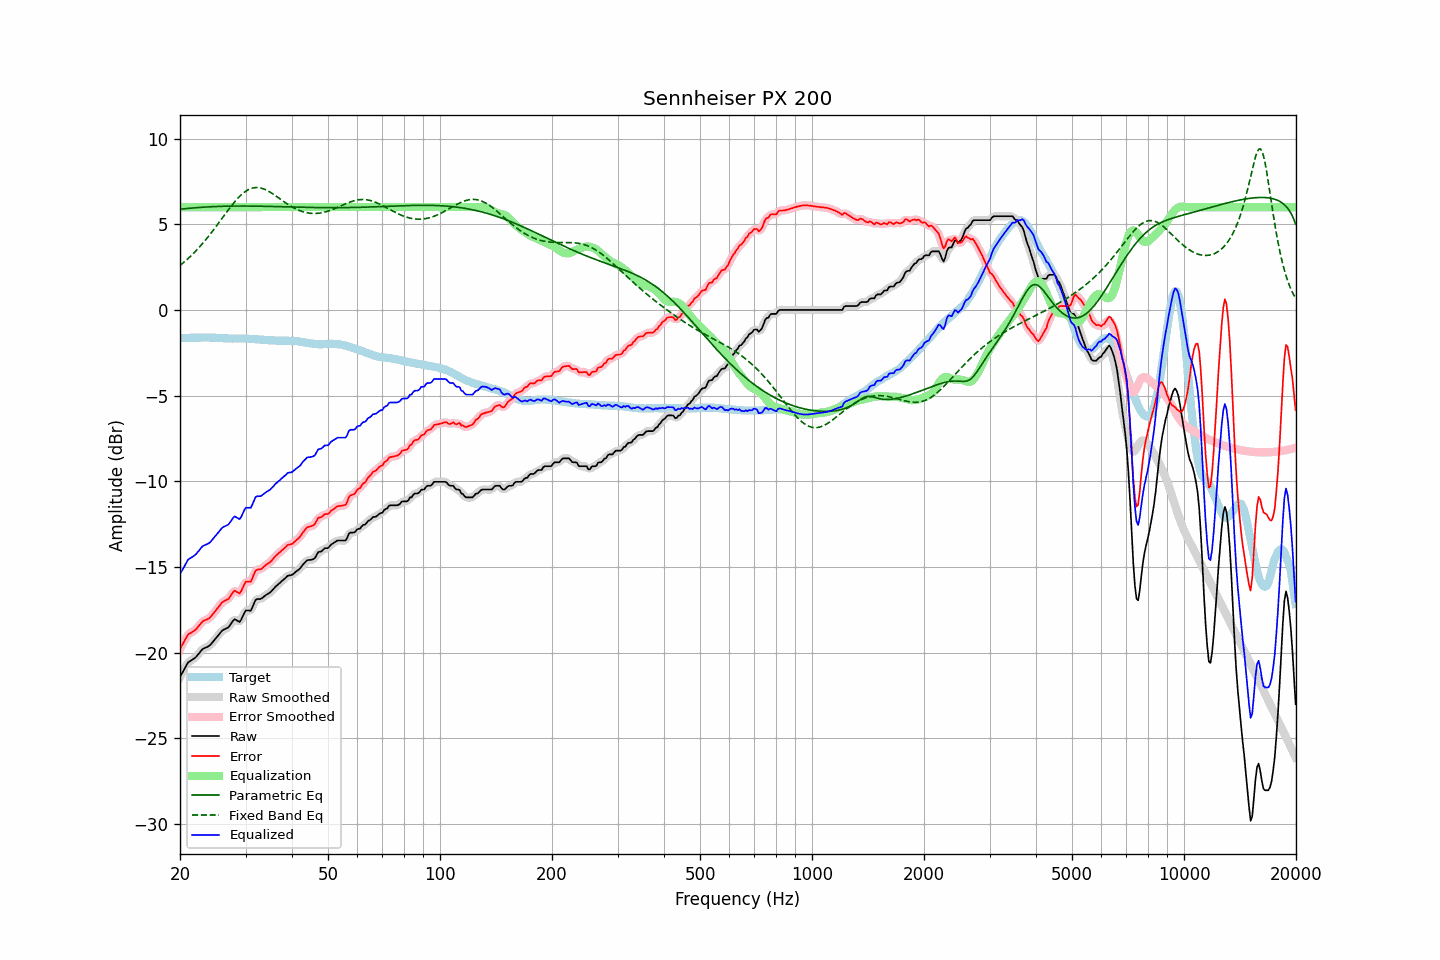 Sennheiser PX 200
Amplitude (dBr)
10
5
0
−5
−10
−15
−20
−25
−30
Target
Raw Smoothed
Error Smoothed
Raw
Error
Equalization
Parametric Eq
Fixed Band Eq
Equalized
20 50 100 200 500 1000 2000 5000 10000 20000
Frequency (Hz)